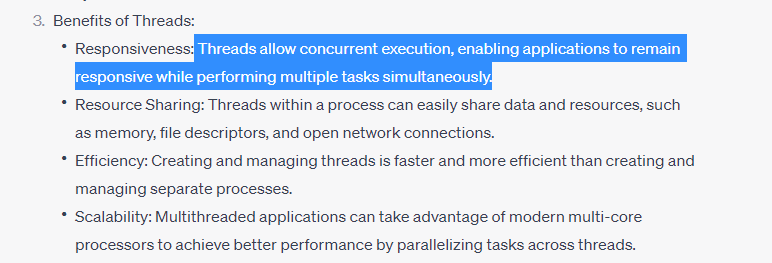 3. Benefits of Threads:
• Responsiveness: Threads allow concurrent execution, enabling applications to remain
responsive while performing multiple tasks simultaneously.
• Resource Sharing: Threads within a process can easily share data and resources, such
as memory, file descriptors, and open network connections.
• Efficiency: Creating and managing threads is faster and more efficient than creating and
managing separate processes.
• Scalability: Multithreaded applications can take advantage of modern multi-core
processors to achieve better performance by parallelizing tasks across threads.